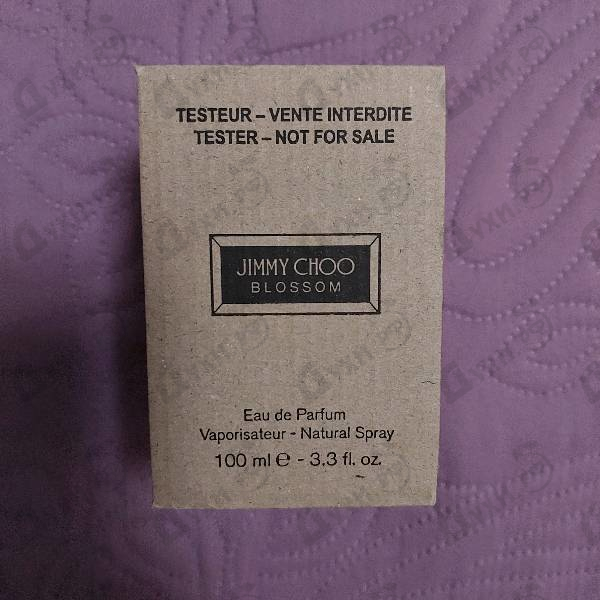 TESTEUR – VENTE INTERDITE
TESTER – NOT FOR SALE
JIMMY CHOO
BLOSSOM
Eau de Parfum
Vaporisateur - Natural Spray
100 ml ℮ - 3.3 fl. oz.